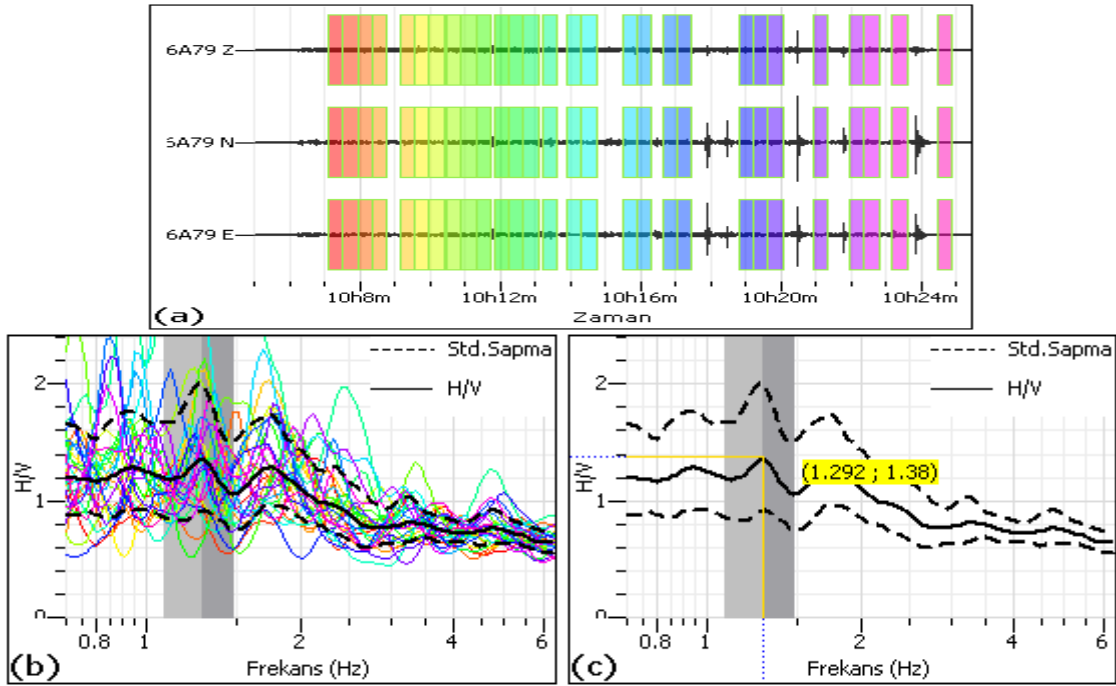 6A79 Z
6A79 N
6A79 E
10h8m 10h12m 10h16m 10h20m 10h24m
Zaman
(a)
Std.Sapma
H/V
2
1
0
H/V
0.8 1 2 4 6
Frekans (Hz)
(b)
Std.Sapma
H/V
2
1
0
H/V
(1.292 ; 1.38)
0.8 1 2 4 6
Frekans (Hz)
(c)